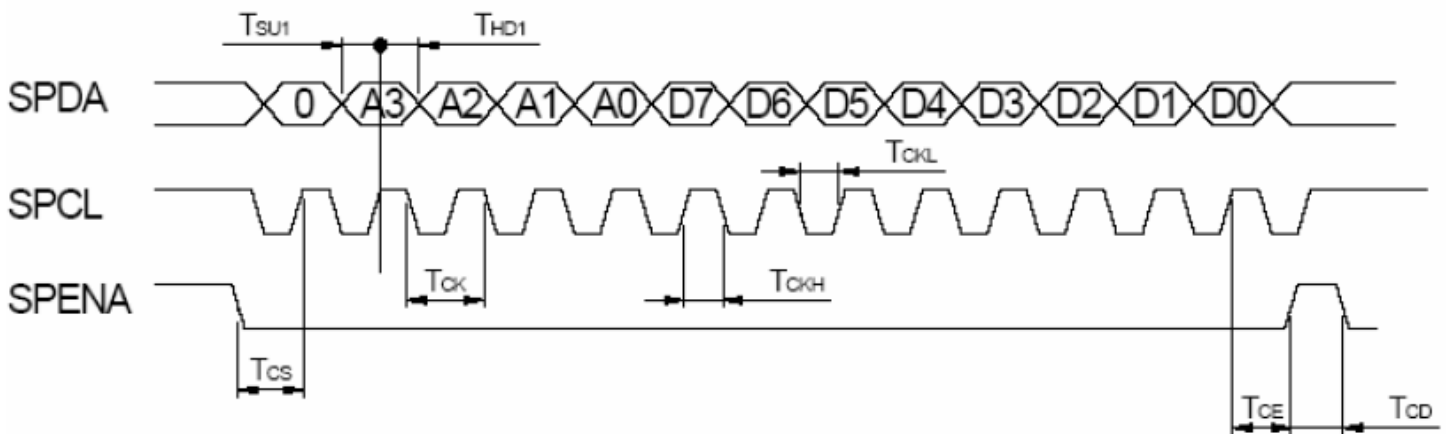 TSU1 THD1
SPDA 0 A3 A2 A1 A0 D7 D6 D5 D4 D3 D2 D1 D0
TCKL
SPCL
TCK TCKH
SPENA
TCS
TCE TCD